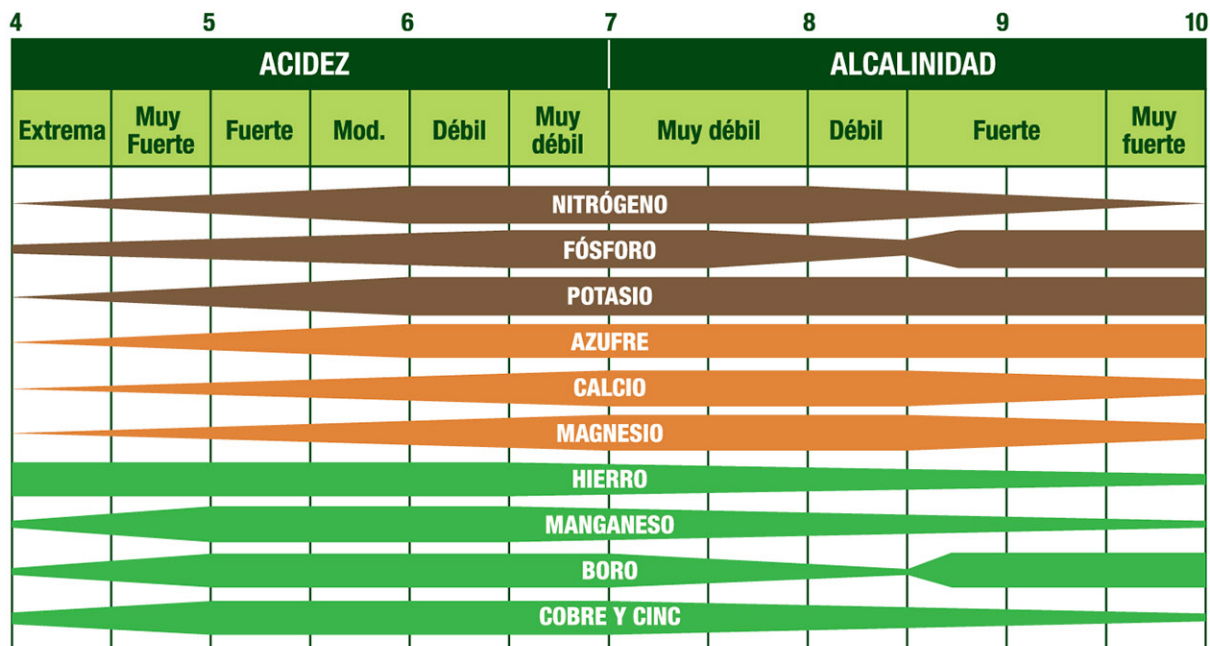 4 5 6 7 8 9 10
ACIDEZ ALCALINIDAD
Extrema Muy Fuerte Fuerte Mod. Débil Muy débil Muy débil Débil Fuerte Muy fuerte
NITRÓGENO
FÓSFORO
POTASIO
AZUFRE
CALCIO
MAGNESIO
HIERRO
MANGANESO
BORO
COBRE Y CINC